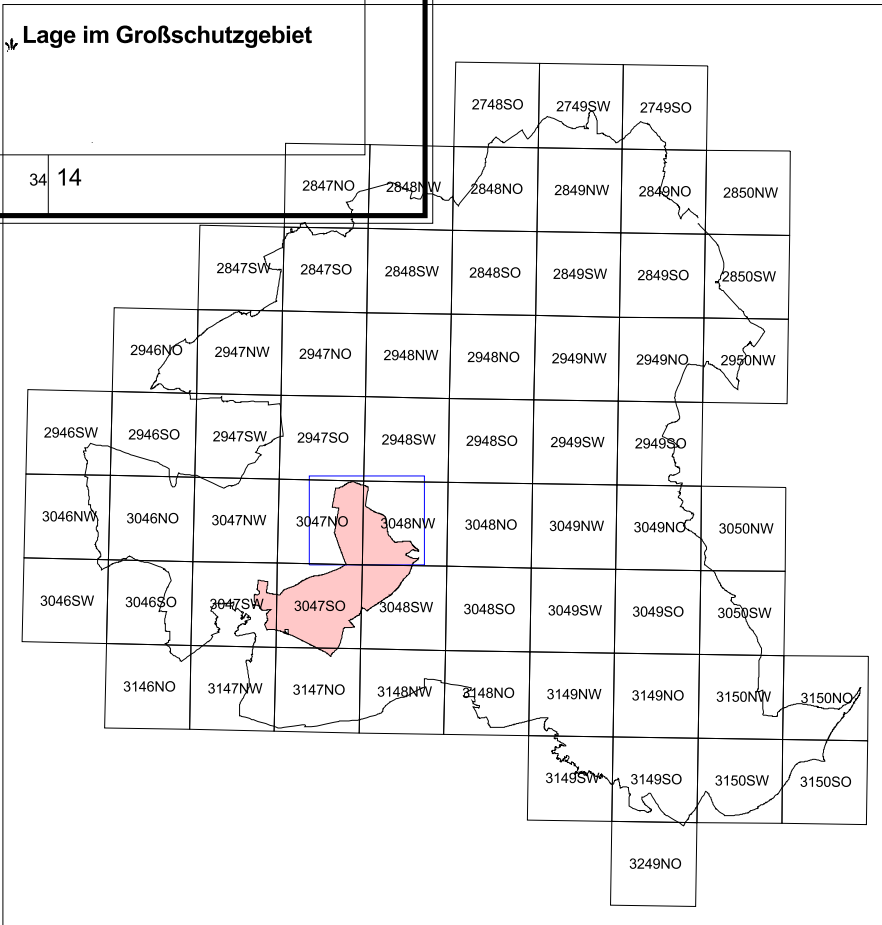 Lage im Großschutzgebiet
34 14
2748SO 2749SW 2749SO
2847NO 2848NW 2848NO 2849NW 2849NO 2850NW
2847SW 2847SO 2848SW 2848SO 2849SW 2849SO 2850SW
2946NO 2947NW 2947NO 2948NW 2948NO 2949NW 2949NO 2950NW
2946SW 2946SO 2947SW 2947SO 2948SW 2948SO 2949SW 2949SO
3046NW 3046NO 3047NW 3047NO 3048NW 3048NO 3049NW 3049NO 3050NW
3046SW 3046SO 3047SW 3047SO 3048SW 3048SO 3049SW 3049SO 3050SW
3146NO 3147NW 3147NO 3148NW 3148NO 3149NW 3149NO 3150NW 3150NO
3149SW 3149SO 3150SW 3150SO
3249NO